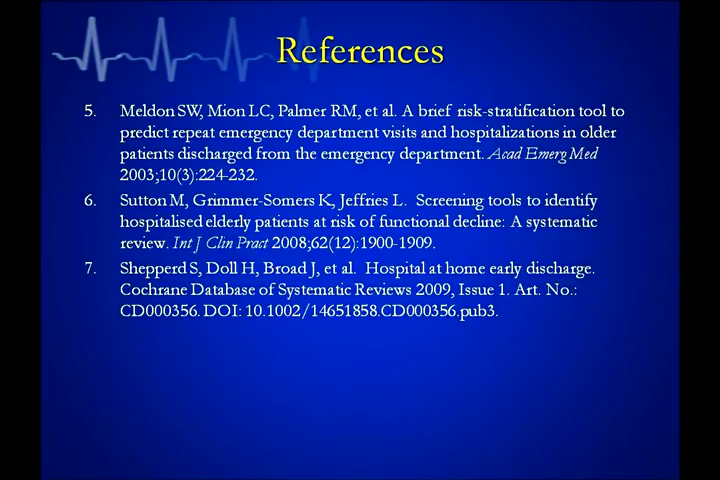 References
5. Meldon SW, Mion LC, Palmer RM, et al. A brief risk-stratification tool to
predict repeat emergency department visits and hospitalizations in older
patients discharged from the emergency department. Acad Emerg Med
2003;10(3):224-232.
6. Sutton M, Grimmer-Somers K, Jeffries L. Screening tools to identify
hospitalised elderly patients at risk of functional decline: A systematic
review. Int J Clin Pract 2008;62(12):1900-1909.
7. Shepperd S, Doll H, Broad J, et al. Hospital at home early discharge.
Cochrane Database of Systematic Reviews 2009, Issue 1. Art. No.:
CD000356. DOI: 10.1002/14651858.CD000356.pub3.